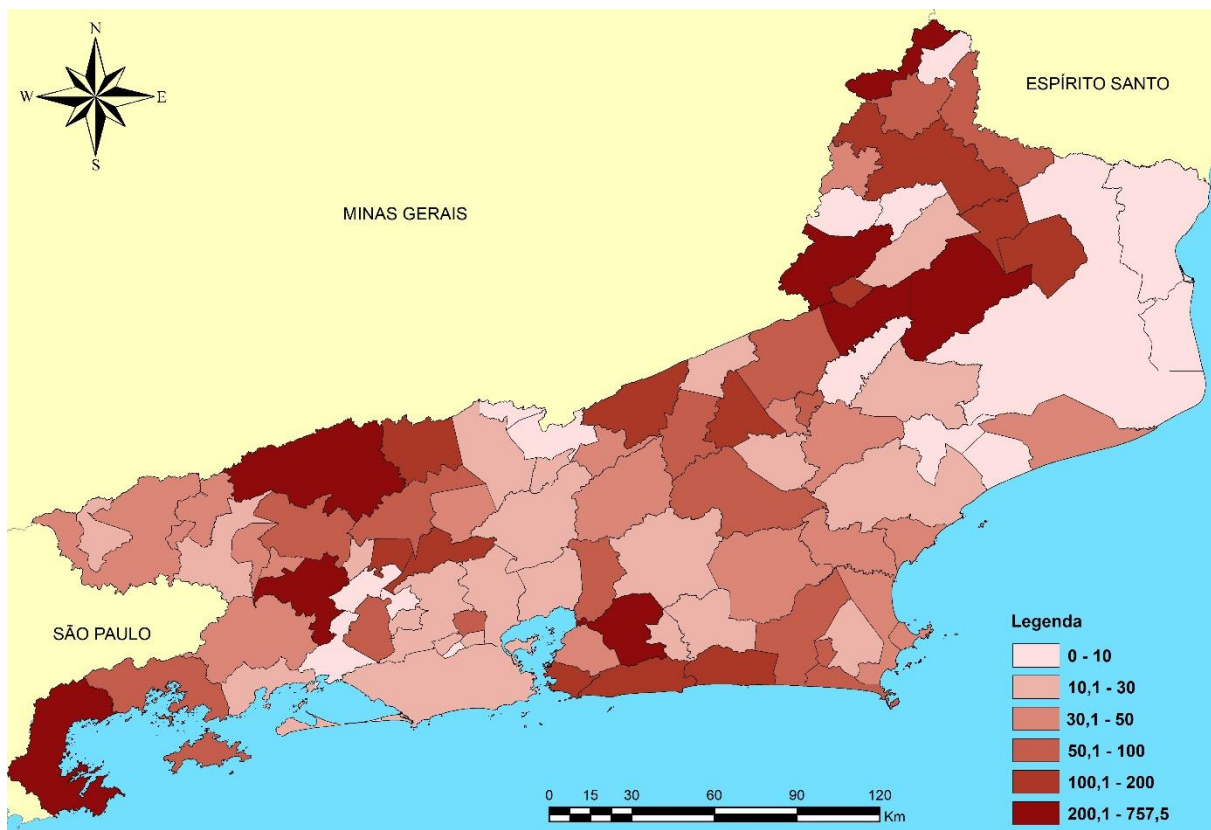 N
W E
S
ESPÍRITO SANTO
MINAS GERAIS
SÃO PAULO
Legenda
0 - 10
10,1 - 30
30,1 - 50
50,1 - 100
100,1 - 200
200,1 - 757,5
0 15 30 60 90 120
Km